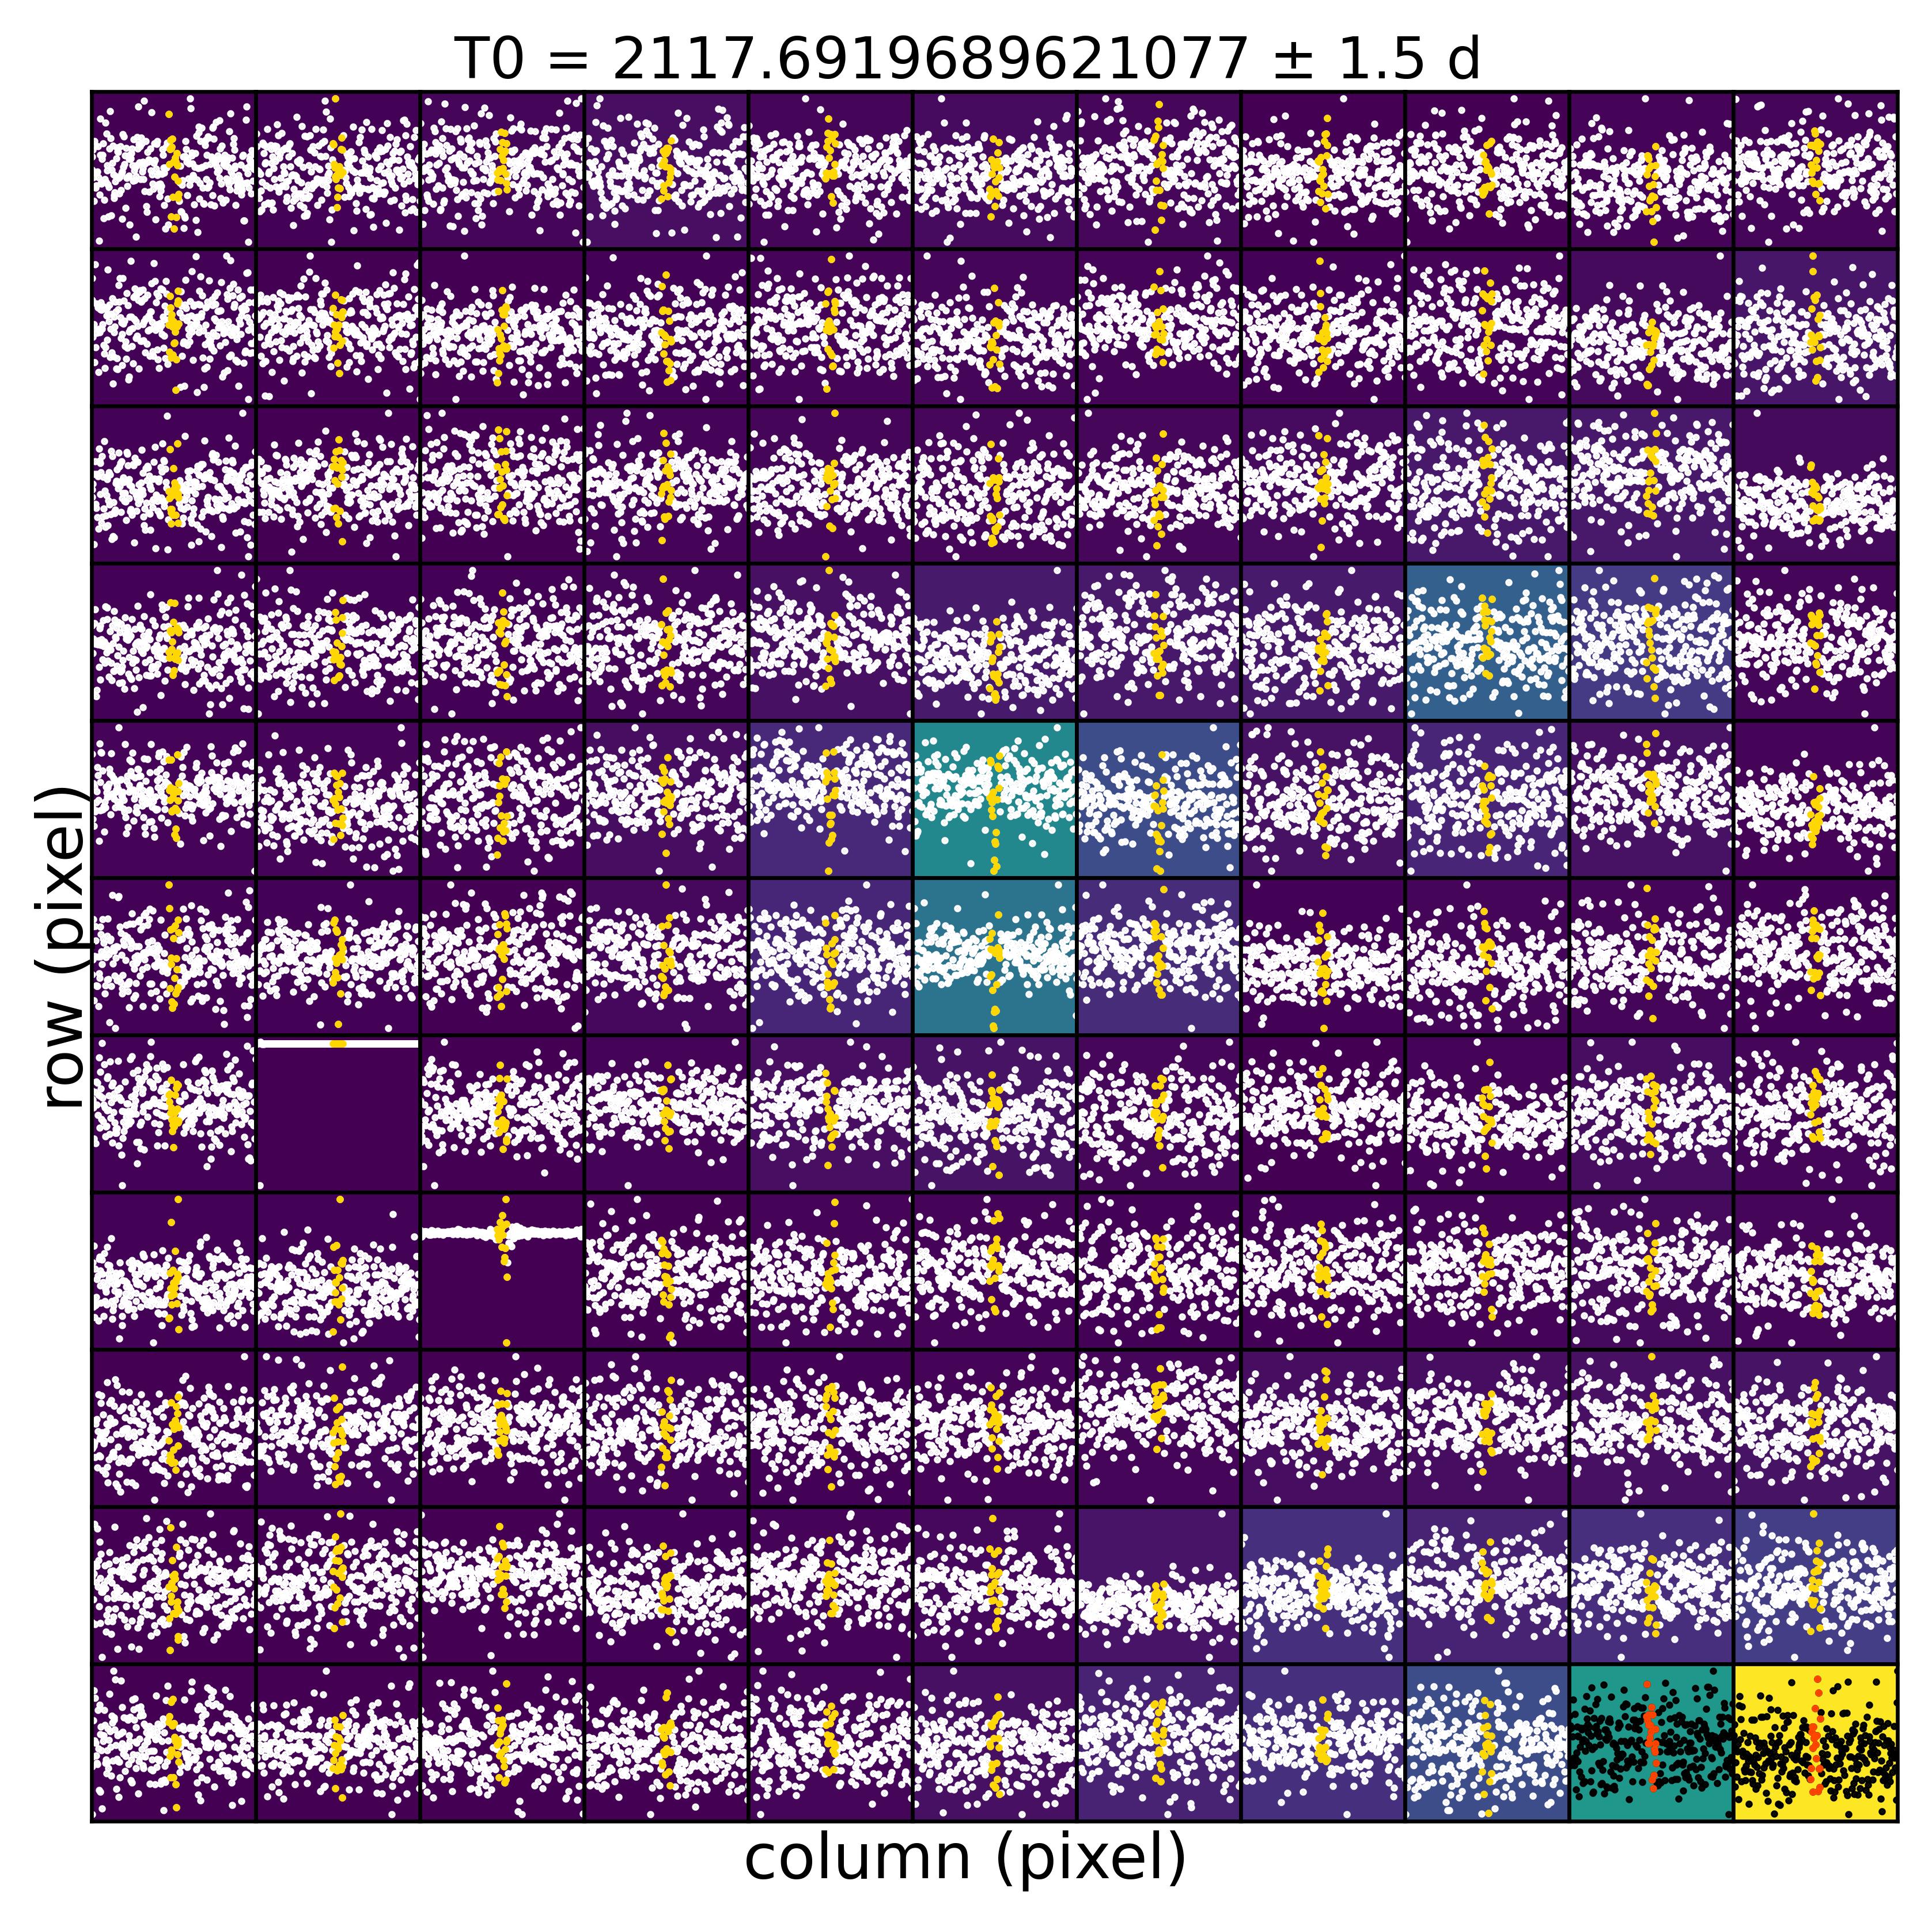 T0 = 2117.6919689621077 ± 1.5 d
row (pixel)
column (pixel)